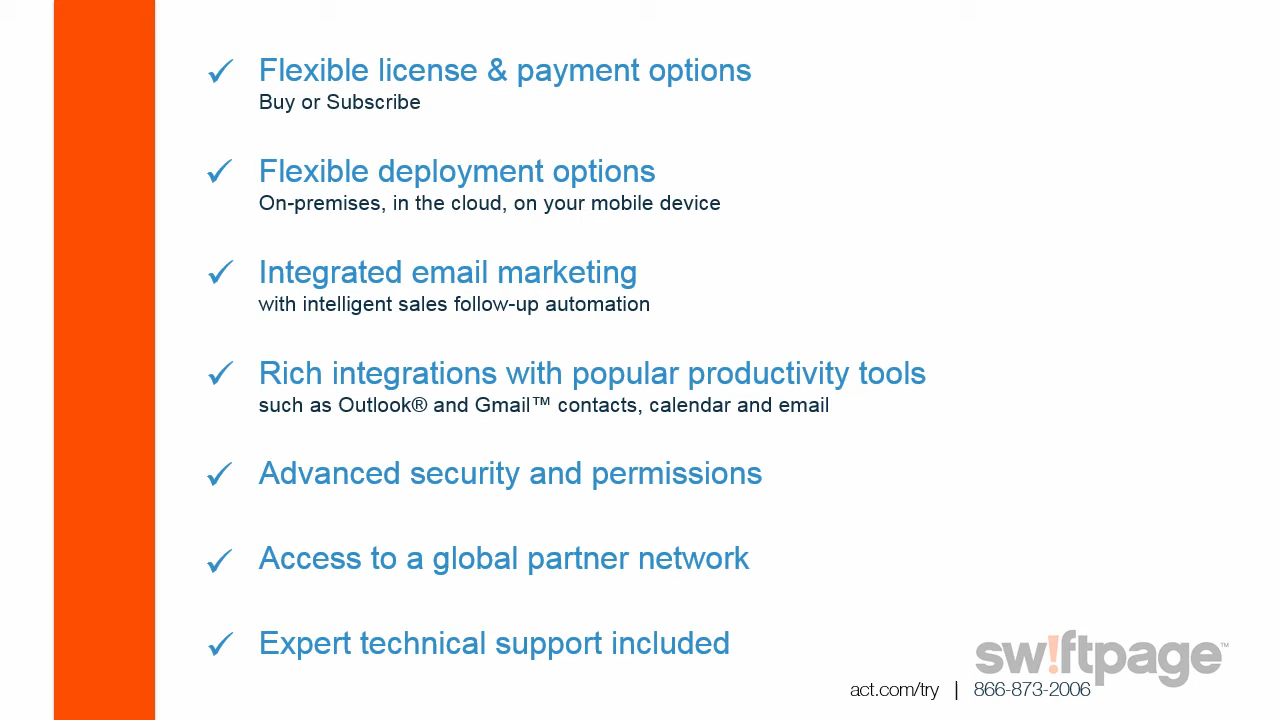 Flexible license & payment options
Buy or Subscribe
Flexible deployment options
On-premises, in the cloud, on your mobile device
Integrated email marketing
with intelligent sales follow-up automation
Rich integrations with popular productivity tools
such as Outlook® and Gmail™ contacts, calendar and email
Advanced security and permissions
Access to a global partner network
Expert technical support included
sw!ftpage™
act.com/try | 866-873-2006